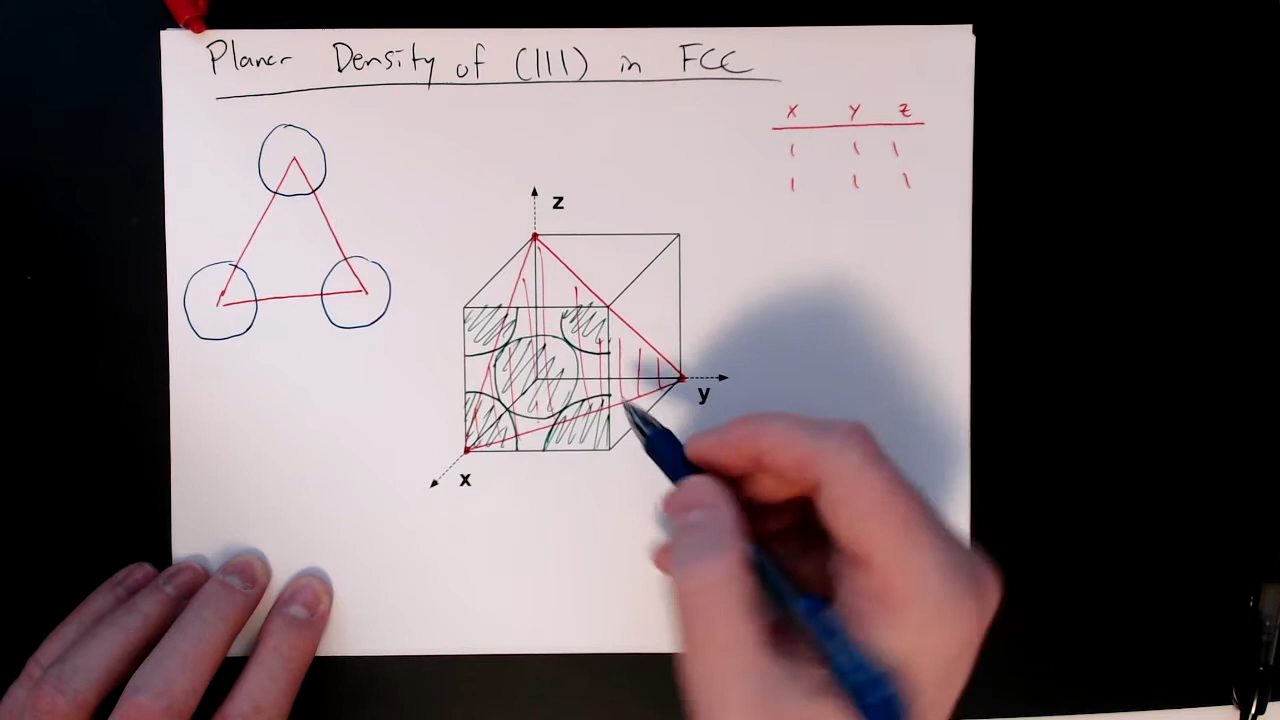 Planar Density of (111) in FCC
x y z
1 1 1
1 1 1
z
y
x